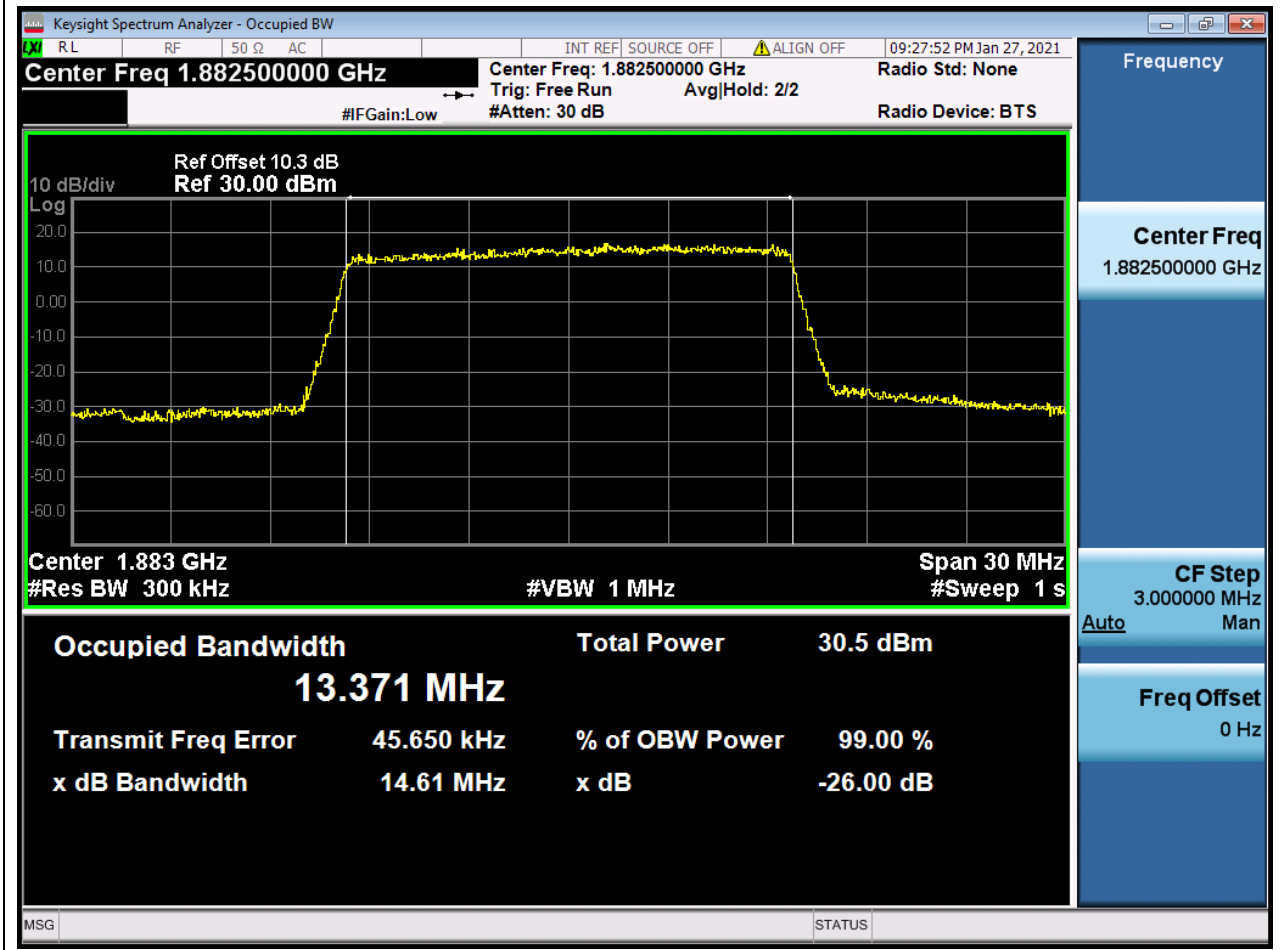 Keysight Spectrum Analyzer - Occupied BW
LXI RL RF 50 Ω AC INT REF SOURCE OFF ALIGN OFF 09:27:52 PM Jan 27, 2021
Center Freq 1.882500000 GHz
Center Freq: 1.882500000 GHz Radio Std: None
Trig: Free Run Avg|Hold: 2/2
#IFGain:Low #Atten: 30 dB Radio Device: BTS
Ref Offset 10.3 dB
10 dB/div Ref 30.00 dBm
Log
20.0
10.0
0.00
-10.0
-20.0
-30.0
-40.0
-50.0
-60.0
Center 1.883 GHz Span 30 MHz
#Res BW 300 kHz #VBW 1 MHz #Sweep 1 s
Occupied Bandwidth Total Power 30.5 dBm
13.371 MHz
Transmit Freq Error 45.650 kHz % of OBW Power 99.00 %
x dB Bandwidth 14.61 MHz x dB -26.00 dB
Frequency
Center Freq
1.882500000 GHz
CF Step
3.000000 MHz
Auto Man
Freq Offset
0 Hz
MSG STATUS